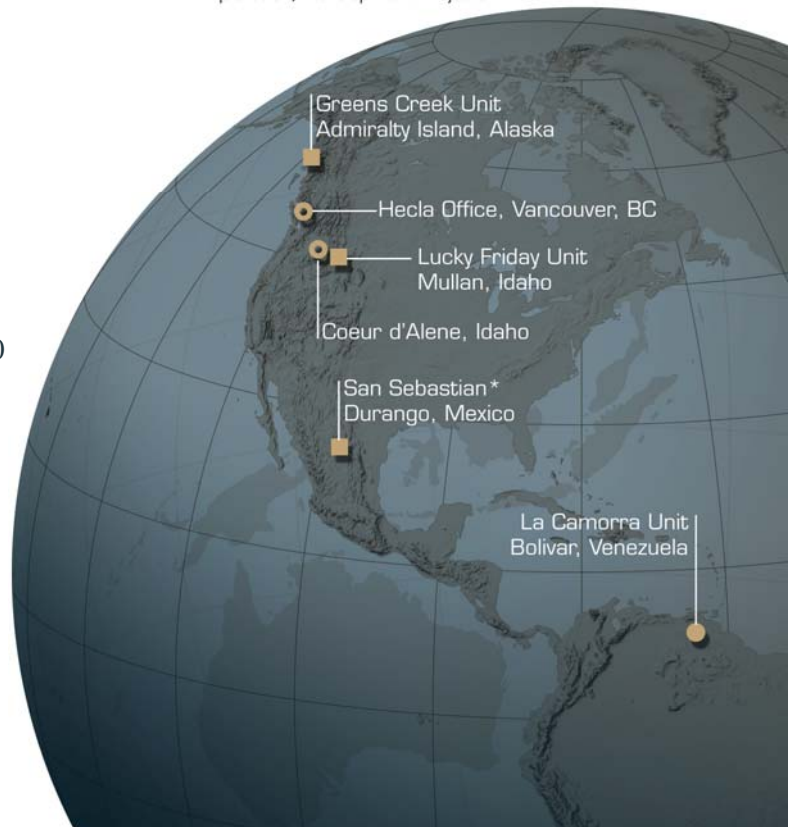 Greens Creek Unit
Admiralty Island, Alaska
Hecla Office, Vancouver, BC
Lucky Friday Unit
Mullan, Idaho
Coeur d'Alene, Idaho
)
San Sebastian*
Durango, Mexico
La Camorra Unit
Bolivar, Venezuela